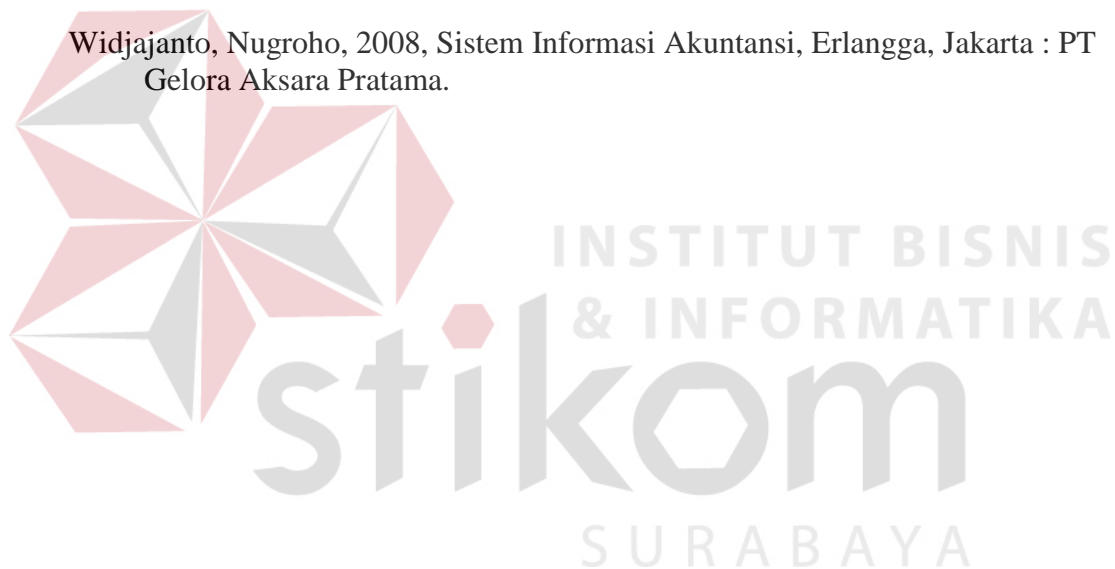 Widjajanto, Nugroho, 2008, Sistem Informasi Akuntansi, Erlangga, Jakarta : PT
Gelora Aksara Pratama.
INSTITUT BISNIS
& INFORMATIKA
stikom
SURABAYA